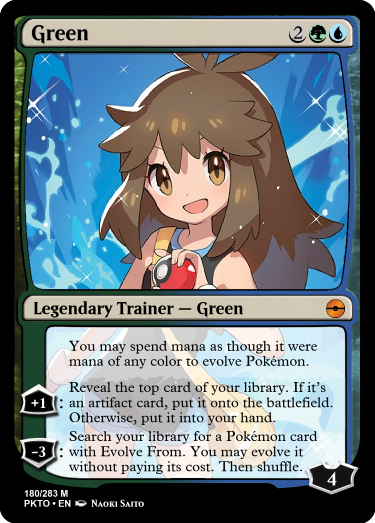 Green 2
Legendary Trainer — Green
You may spend mana as though it were
mana of any color to evolve Pokémon.
+1 : Reveal the top card of your library. If it's
an artifact card, put it onto the battlefield.
Otherwise, put it into your hand.
-3 : Search your library for a Pokémon card
with Evolve From. You may evolve it
without paying its cost. Then shuffle.
4
180/283 M
PKTO • EN Naoki Saito